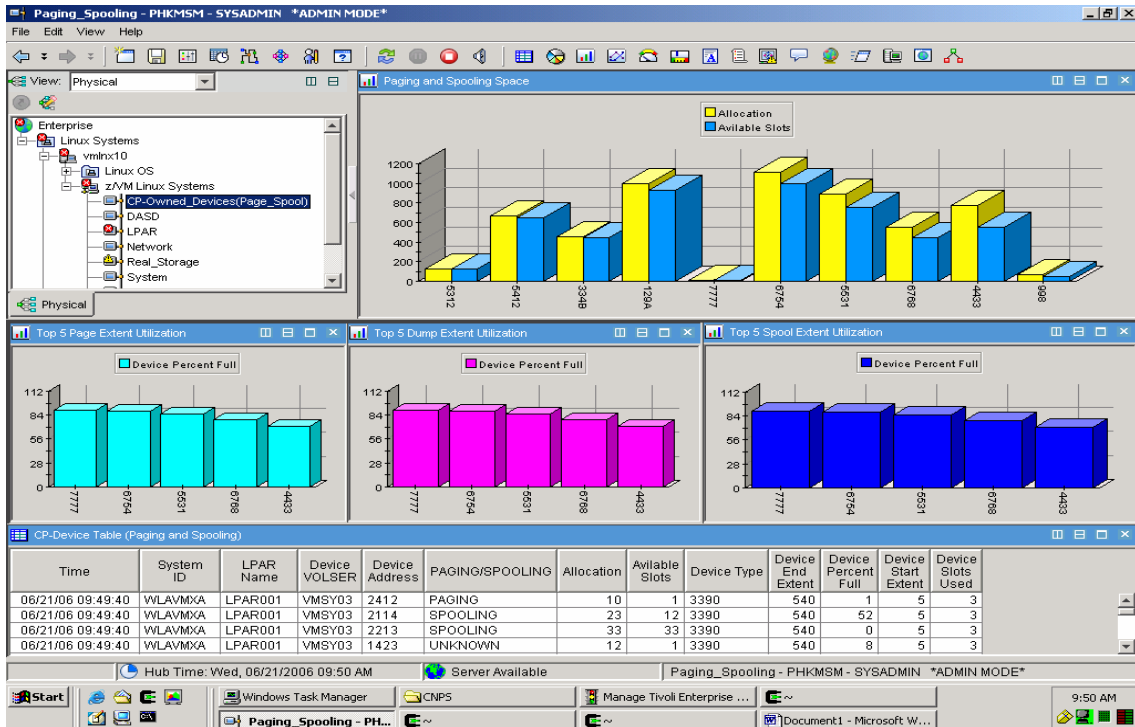 Paging_Spooling - PHKMSM - SYSADMIN *ADMIN MODE*
File Edit View Help
View: Physical
Enterprise
Linux Systems
vmlnx10
Linux OS
z/VM Linux Systems
CP-Owned_Devices(Page_Spool)
DASD
LPAR
Network
Real_Storage
System
Physical
Paging and Spooling Space
Allocation
Avilable Slots
1200
1000
800
600
400
200
0
5312 5412 334B 129A 7777 6754 5531 6768 4433 998
Top 5 Page Extent Utilization
Device Percent Full
112
84
56
28
0
7777 6754 5531 6768 4433
Top 5 Dump Extent Utilization
Device Percent Full
112
84
56
28
0
7777 6754 5531 6768 4433
Top 5 Spool Extent Utilization
Device Percent Full
112
84
56
28
0
7777 6754 5531 6768 4433
CP-Device Table (Paging and Spooling)
Time System ID LPAR Name Device VOLSER Device Address PAGING/SPOOLING Allocation Avilable Slots Device Type Device End Extent Device Percent Full Device Start Extent Device Slots Used
06/21/06 09:49:40 WLAVMXA LPAR001 VMSY03 2412 PAGING 10 1 3390 540 1 5 3
06/21/06 09:49:40 WLAVMXA LPAR001 VMSY03 2114 SPOOLING 23 12 3390 540 52 5 3
06/21/06 09:49:40 WLAVMXA LPAR001 VMSY03 2213 SPOOLING 33 33 3390 540 0 5 3
06/21/06 09:49:40 WLAVMXA LPAR001 VMSY03 1423 UNKNOWN 12 1 3390 540 8 5 3
Hub Time: Wed, 06/21/2006 09:50 AM Server Available Paging_Spooling - PHKMSM - SYSADMIN *ADMIN MODE*
Start Windows Task Manager CNPS Manage Tivoli Enterprise ... ~ 9:50 AM
Paging_Spooling - PH... ~ ~ Document1 - Microsoft W...